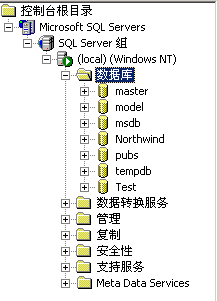 控制台根目录
Microsoft SQL Servers
SQL Server 组
(local) (Windows NT)
数据库
master
model
msdb
Northwind
pubs
tempdb
Test
数据转换服务
管理
复制
安全性
支持服务
Meta Data Services